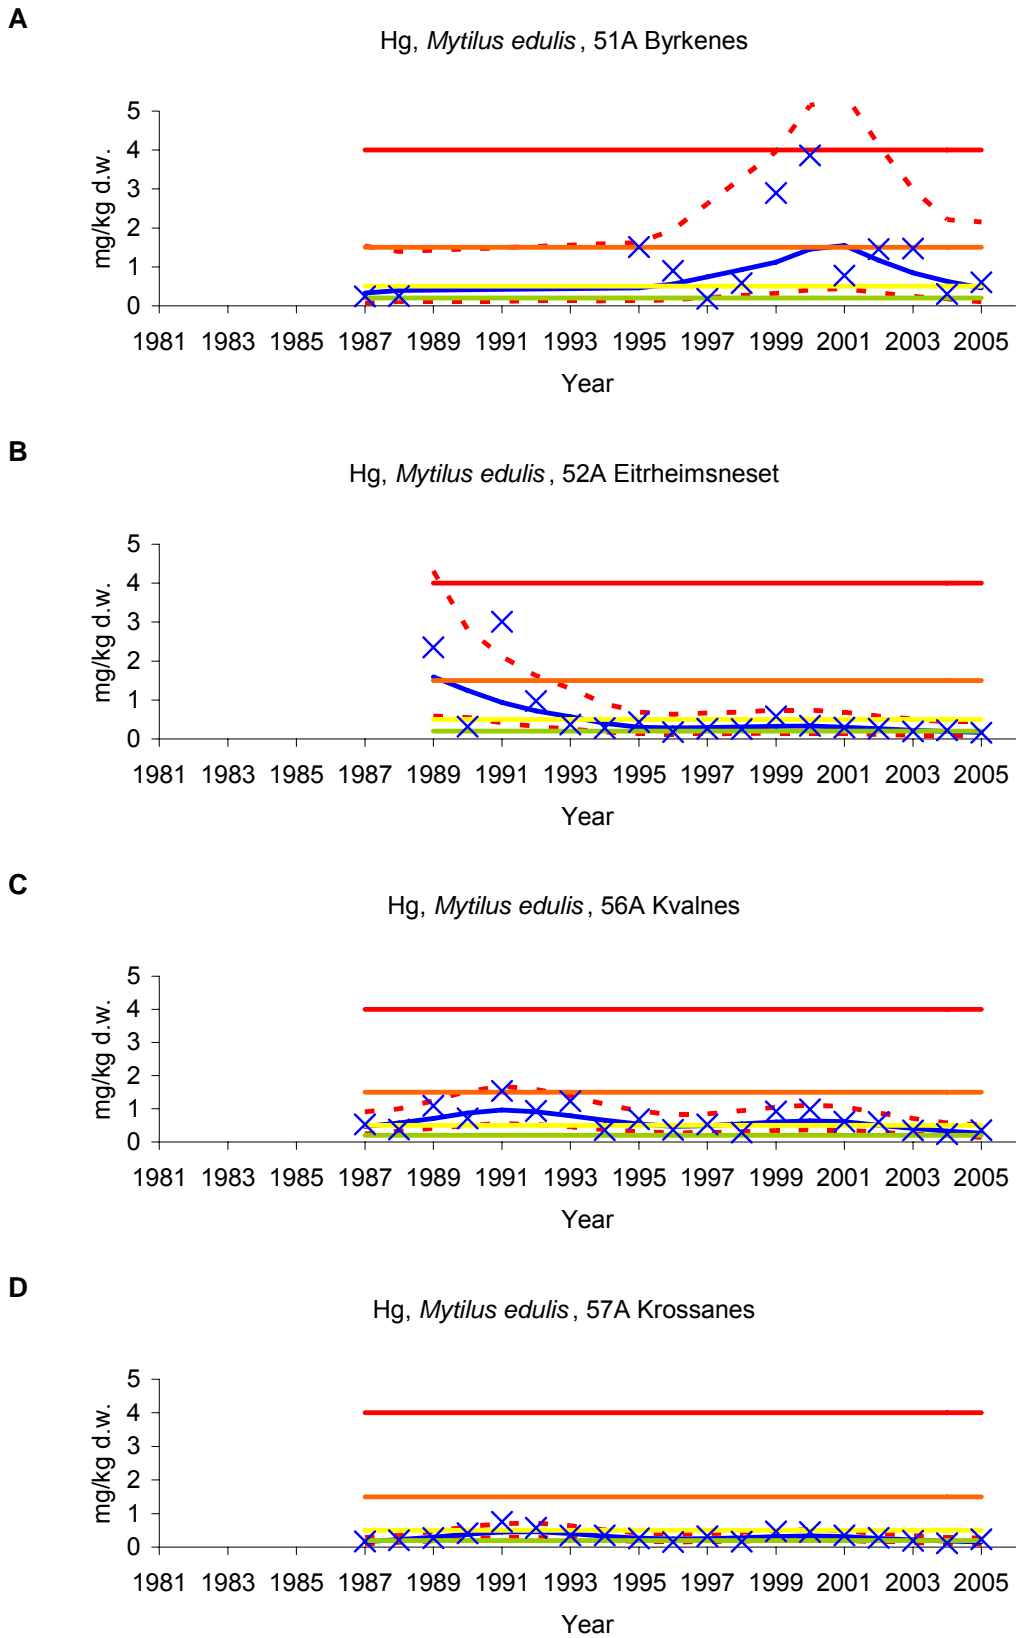 A
Hg, Mytilus edulis, 51A Byrkenes
mg/kg d.w.
5
4
3
2
1
0
1981 1983 1985 1987 1989 1991 1993 1995 1997 1999 2001 2003 2005
Year
B
Hg, Mytilus edulis, 52A Eitrheimsneset
mg/kg d.w.
5
4
3
2
1
0
1981 1983 1985 1987 1989 1991 1993 1995 1997 1999 2001 2003 2005
Year
C
Hg, Mytilus edulis, 56A Kvalnes
mg/kg d.w.
5
4
3
2
1
0
1981 1983 1985 1987 1989 1991 1993 1995 1997 1999 2001 2003 2005
Year
D
Hg, Mytilus edulis, 57A Krossanes
mg/kg d.w.
5
4
3
2
1
0
1981 1983 1985 1987 1989 1991 1993 1995 1997 1999 2001 2003 2005
Year